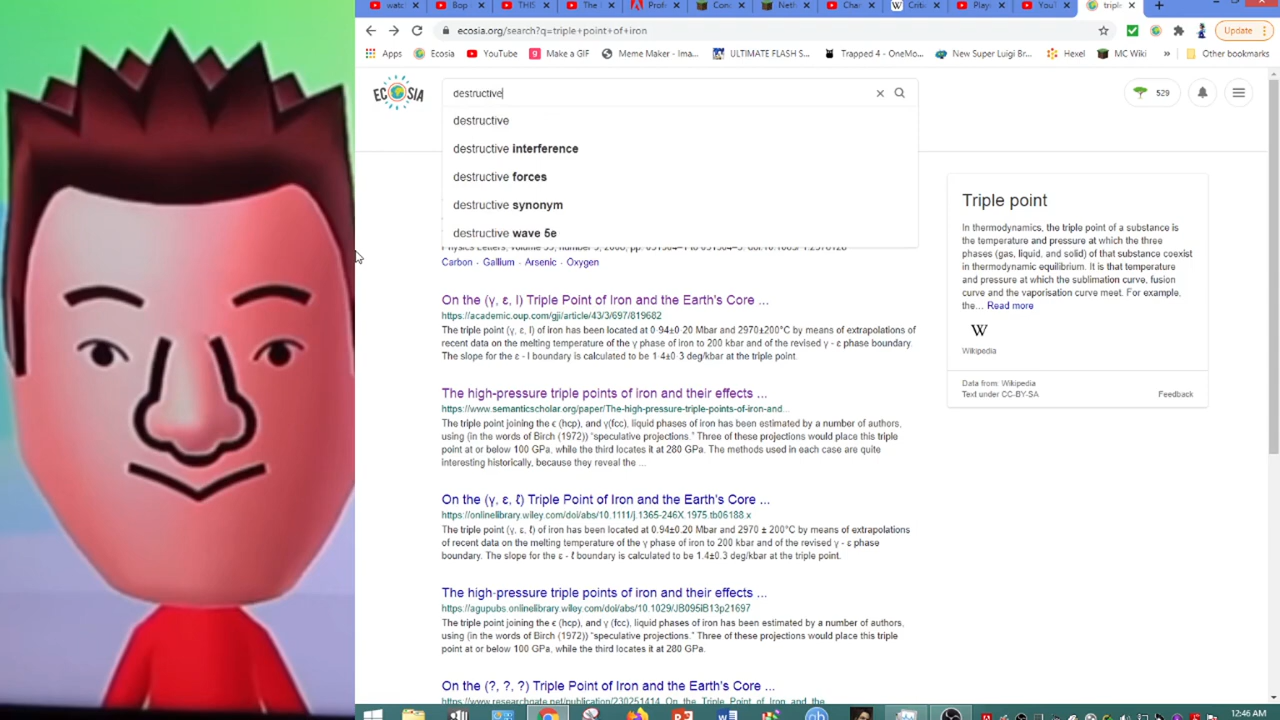 watc
Bop
THIS
The
Profe
Conc
Neth
Cha
Crite
Play
YouT
triple
ecosia.org/search?q=triple+point+of+iron
Update
Apps
Ecosia
YouTube
Make a GIF
Meme Maker - Ima...
ULTIMATE FLASH S...
Trapped 4 - OneMo...
New Super Luigi 8r...
Hexel
MC Wiki
»
Other bookmarks
ECOSIA
destructive
529
destructive
destructive interference
destructive forces
destructive synonym
destructive wave 5e
Carbon - Gallium - Arsenic - Oxygen
On the (γ, ε, l) Triple Point of Iron and the Earth's Core ...
https://academic.oup.com/gji/article/43/3/697/819682
The triple point (γ, ε, l) of iron has been located at 0·94±0·20 Mbar and 2970±200°C by means of extrapolations of
recent data on the melting temperature of the γ phase of iron to 200 kbar and of the revised γ - ε phase boundary.
The slope for the ε - l boundary is calculated to be 1·4±0·3 deg/kbar at the triple point.
The high-pressure triple points of iron and their effects ...
https://www.semanticscholar.org/paper/The-high-pressure-triple-points-of-iron-and...
The triple point joining the ϵ (hcp), and γ(fcc), liquid phases of iron has been estimated by a number of authors,
using (in the words of Birch (1972)) "speculative projections." Three of these projections would place this triple
point at or below 100 GPa, while the third locates it at 280 GPa. The methods used in each case are quite
interesting historically, because they reveal the ...
On the (γ, ε, ℓ) Triple Point of Iron and the Earth's Core ...
https://onlinelibrary.wiley.com/doi/abs/10.1111/j.1365-246X.1975.tb06188.x
The triple point (γ, ε, ℓ) of iron has been located at 0.94±0.20 Mbar and 2970 ± 200°C by means of extrapolations
of recent data on the melting temperature of the γ phase of iron to 200 kbar and of the revised γ - ε phase
boundary. The slope for the ε - ℓ boundary is calculated to be 1.4±0.3 deg/kbar at the triple point.
The high-pressure triple points of iron and their effects ...
https://agupubs.onlinelibrary.wiley.com/doi/abs/10.1029/JB095iB13p21697
The triple point joining the ϵ (hcp), and γ (fcc), liquid phases of iron has been estimated by a number of authors,
using (in the words of Birch (1972)) "speculative projections." Three of these projections would place this triple
point at or below 100 GPa, while the third locates it at 280 GPa.
On the (?, ?, ?) Triple Point of Iron and the Earth's Core ...
https://www.researchgate.net/publication/230251414_On_the_Triple_Point_of_Iron_and_the...
Triple point
In thermodynamics, the triple point of a substance is
the temperature and pressure at which the three
phases (gas, liquid, and solid) of that substance coexist
in thermodynamic equilibrium. It is that temperature
and pressure at which the sublimation curve, fusion
curve and the vaporisation curve meet. For example,
the... Read more
W
Wikipedia
Data from: Wikipedia
Text under CC-BY-SA
Feedback
12:46 AM